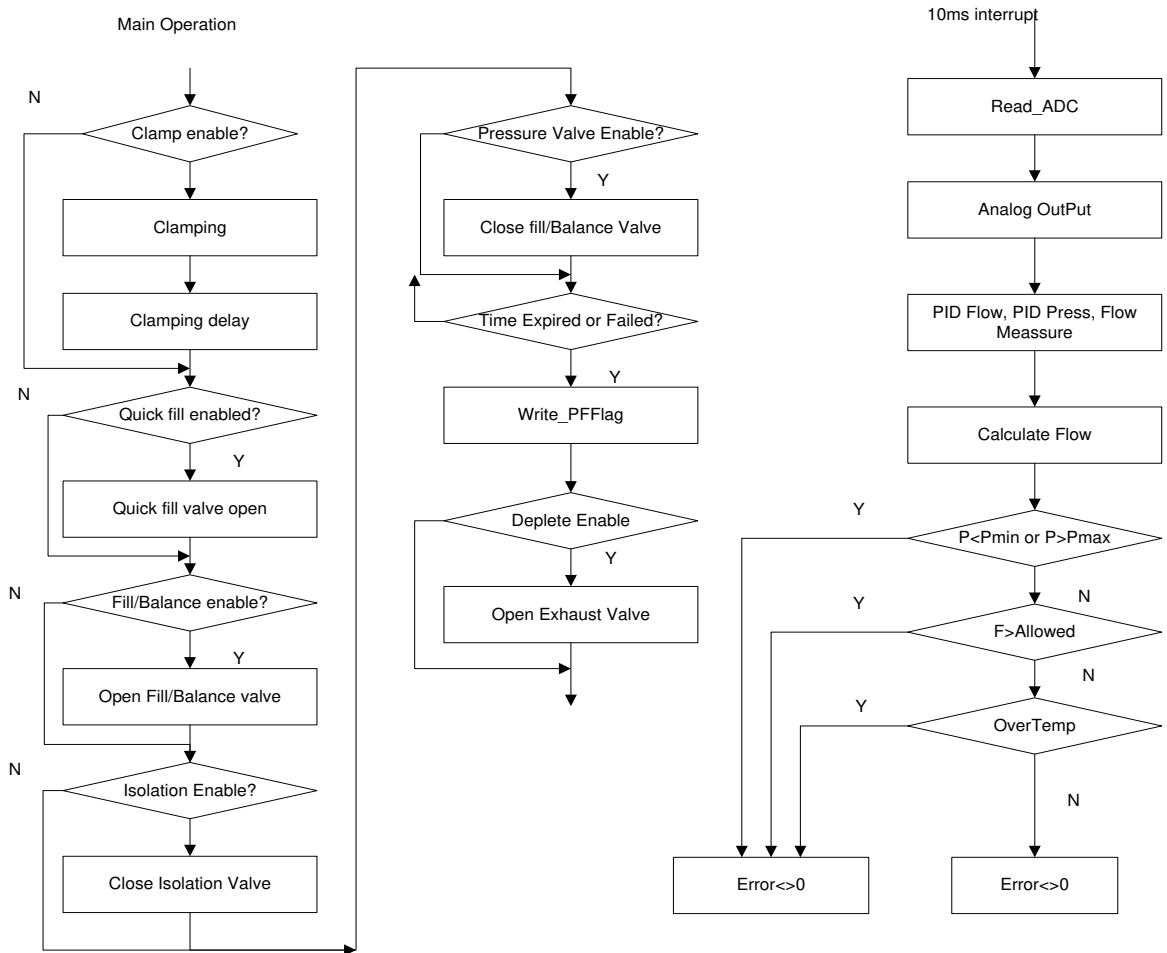 Main Operation
N
Clamp enable?
Clamping
Clamping delay
N
Quick fill enabled?
Y
Quick fill valve open
N
Fill/Balance enable?
Y
Open Fill/Balance valve
N
Isolation Enable?
Close Isolation Valve
Pressure Valve Enable?
Y
Close fill/Balance Valve
Time Expired or Failed?
Y
Write_PFFlag
Deplete Enable
Y
Open Exhaust Valve
10ms interrupt
Read_ADC
Analog OutPut
PID Flow, PID Press, Flow
Meassure
Calculate Flow
Y
P<Pmin or P>Pmax
N
Y
F>Allowed
N
Y
OverTemp
N
Error<>0
Error<>0